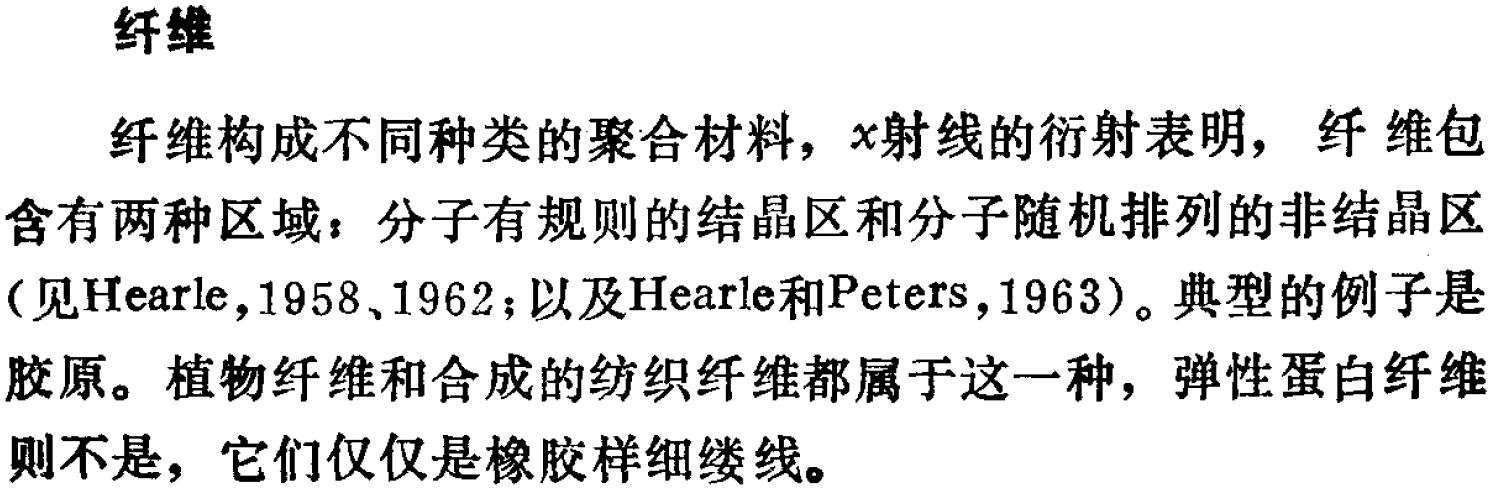 纤维
纤维构成不同种类的聚合材料，x射线的衍射表明，纤维包
含有两种区域：分子有规则的结晶区和分子随机排列的非结晶区
(见Hearle,1958、1962;以及Hearle和Peters,1963)。典型的例子是
胶原。植物纤维和合成的纺织纤维都属于这一种，弹性蛋白纤维
则不是，它们仅仅是橡胶样细缕线。